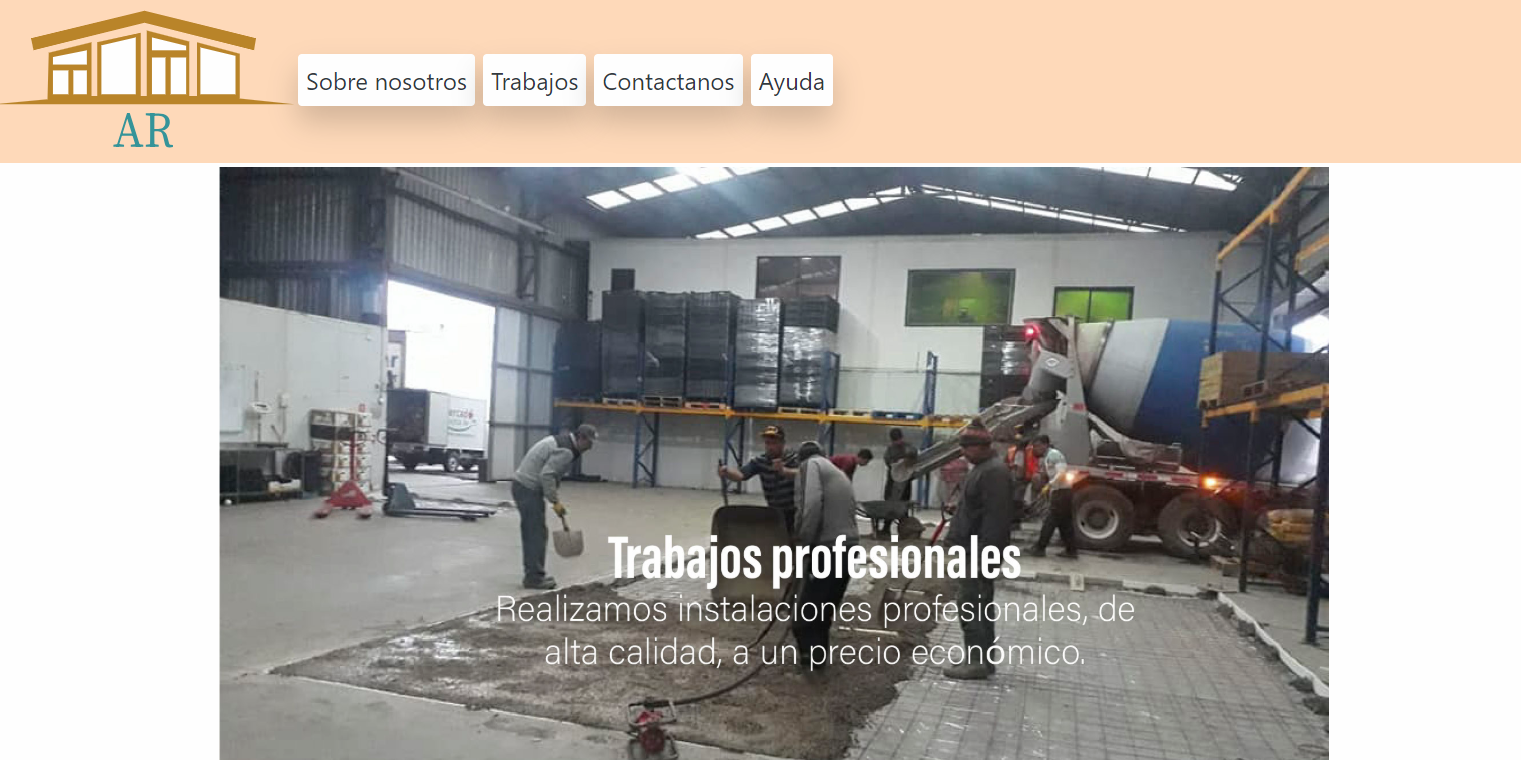 AR
Sobre nosotros
Trabajos
Contactanos
Ayuda
Trabajos profesionales
Realizamos instalaciones profesionales, de
alta calidad, a un precio económico.